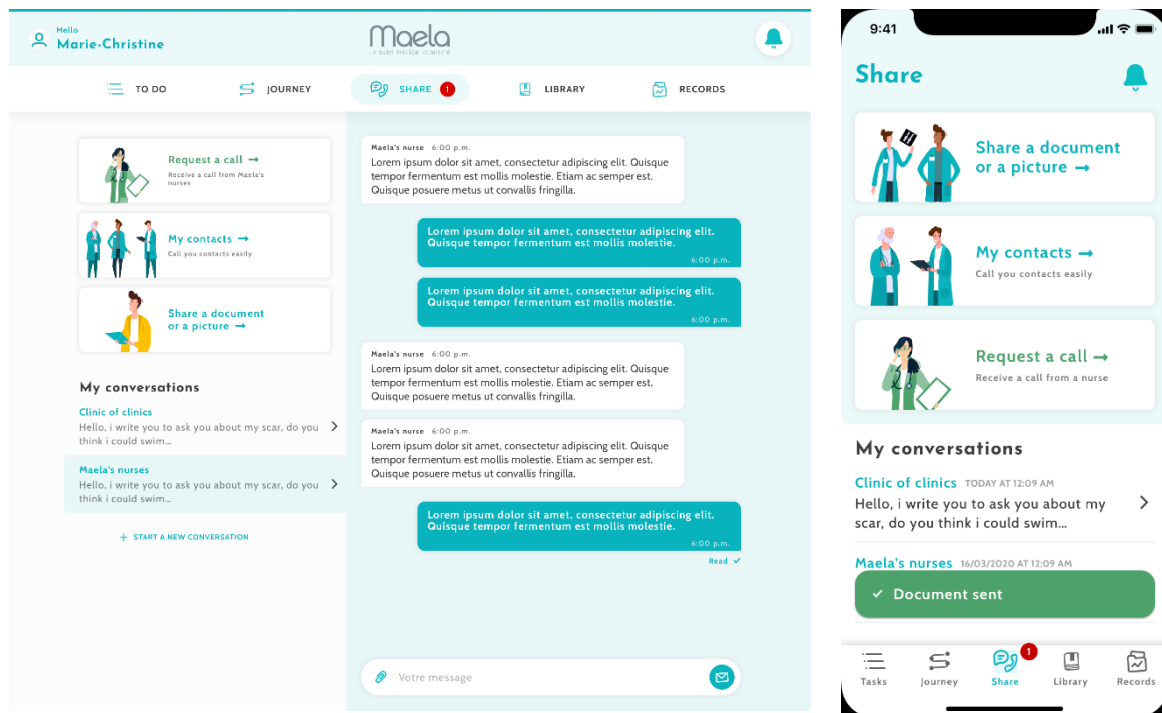 Hello
Marie-Christine
Maela
Le suivi médical connecté
TO DO
JOURNEY
SHARE 1
LIBRARY
RECORDS
Request a call →
Receive a call from Maela's
nurses
My contacts →
Call you contacts easily
Share a document
or a picture →
My conversations
Clinic of clinics
Hello, i write you to ask you about my scar, do you
think i could swim...
Maela's nurses
Hello, i write you to ask you about my scar, do you
think i could swim...
+ START A NEW CONVERSATION
Maela's nurse 6:00 p.m.
Lorem ipsum dolor sit amet, consectetur adipiscing elit. Quisque
tempor fermentum est mollis molestie. Etiam ac semper est.
Quisque posuere metus ut convallis fringilla.
Lorem ipsum dolor sit amet, consectetur adipiscing elit.
Quisque tempor fermentum est mollis molestie.
6:00 p.m.
Lorem ipsum dolor sit amet, consectetur adipiscing elit.
Quisque tempor fermentum est mollis molestie.
6:00 p.m.
Maela's nurse 6:00 p.m.
Lorem ipsum dolor sit amet, consectetur adipiscing elit. Quisque
tempor fermentum est mollis molestie. Etiam ac semper est.
Quisque posuere metus ut convallis fringilla.
Maela's nurse 6:00 p.m.
Lorem ipsum dolor sit amet, consectetur adipiscing elit. Quisque
tempor fermentum est mollis molestie. Etiam ac semper est.
Quisque posuere metus ut convallis fringilla.
Lorem ipsum dolor sit amet, consectetur adipiscing elit.
Quisque tempor fermentum est mollis molestie.
6:00 p.m.
Read
Votre message
9:41
Share
Share a document
or a picture →
My contacts →
Call you contacts easily
Request a call →
Receive a call from a nurse
My conversations
Clinic of clinics TODAY AT 12:09 AM
Hello, i write you to ask you about my
scar, do you think i could swim...
Maela's nurses 16/03/2020 AT 12:09 AM
Document sent
1
Tasks
Journey
Share
Library
Records